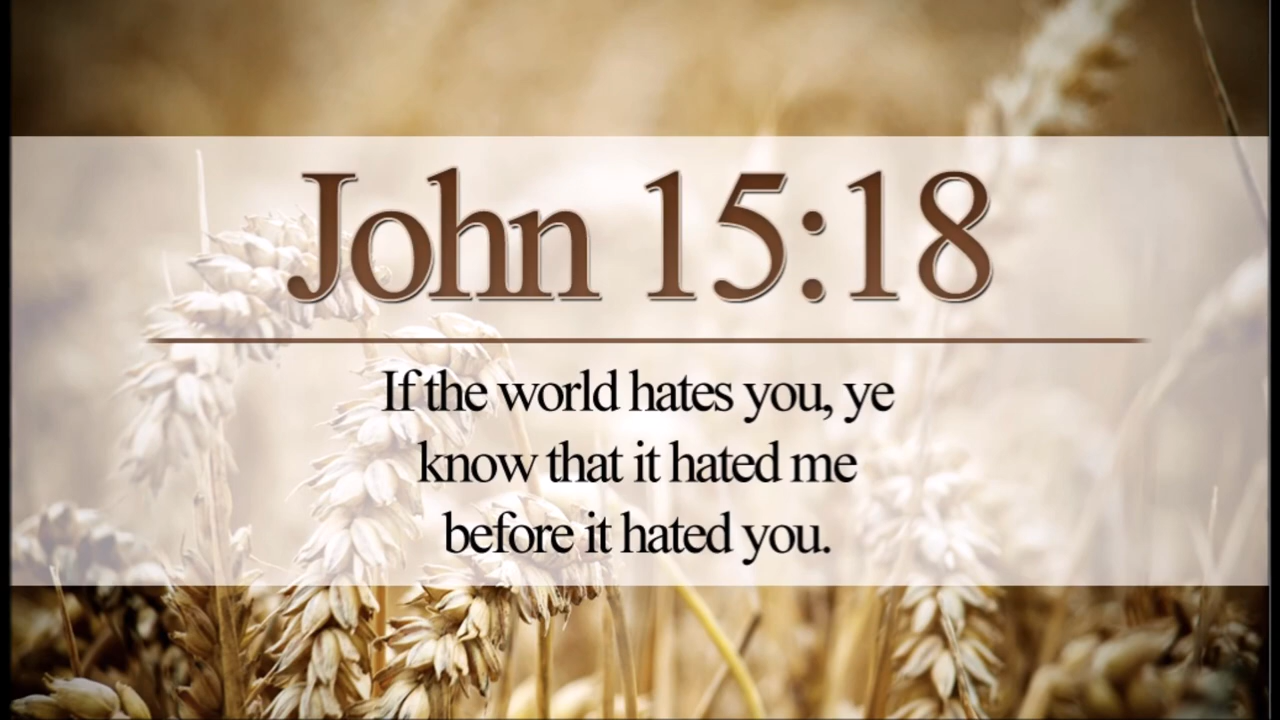 John 15:18
If the world hates you, ye
know that it hated me
before it hated you.